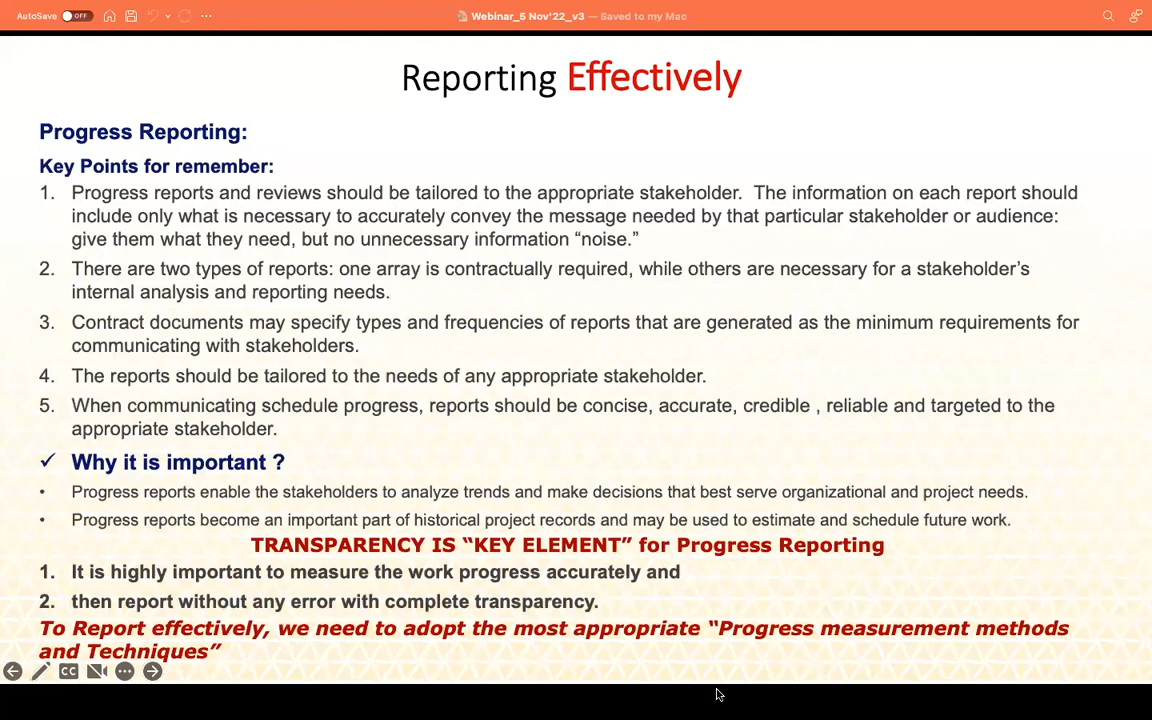 AutoSave OFF Webinar_5 Nov'22_v3 — Saved to my Mac
Reporting Effectively
Progress Reporting:
Key Points for remember:
1. Progress reports and reviews should be tailored to the appropriate stakeholder. The information on each report should
include only what is necessary to accurately convey the message needed by that particular stakeholder or audience:
give them what they need, but no unnecessary information “noise.”
2. There are two types of reports: one array is contractually required, while others are necessary for a stakeholder’s
internal analysis and reporting needs.
3. Contract documents may specify types and frequencies of reports that are generated as the minimum requirements for
communicating with stakeholders.
4. The reports should be tailored to the needs of any appropriate stakeholder.
5. When communicating schedule progress, reports should be concise, accurate, credible , reliable and targeted to the
appropriate stakeholder.
✓ Why it is important ?
• Progress reports enable the stakeholders to analyze trends and make decisions that best serve organizational and project needs.
• Progress reports become an important part of historical project records and may be used to estimate and schedule future work.
TRANSPARENCY IS “KEY ELEMENT” for Progress Reporting
1. It is highly important to measure the work progress accurately and
2. then report without any error with complete transparency.
To Report effectively, we need to adopt the most appropriate “Progress measurement methods
and Techniques”
CC